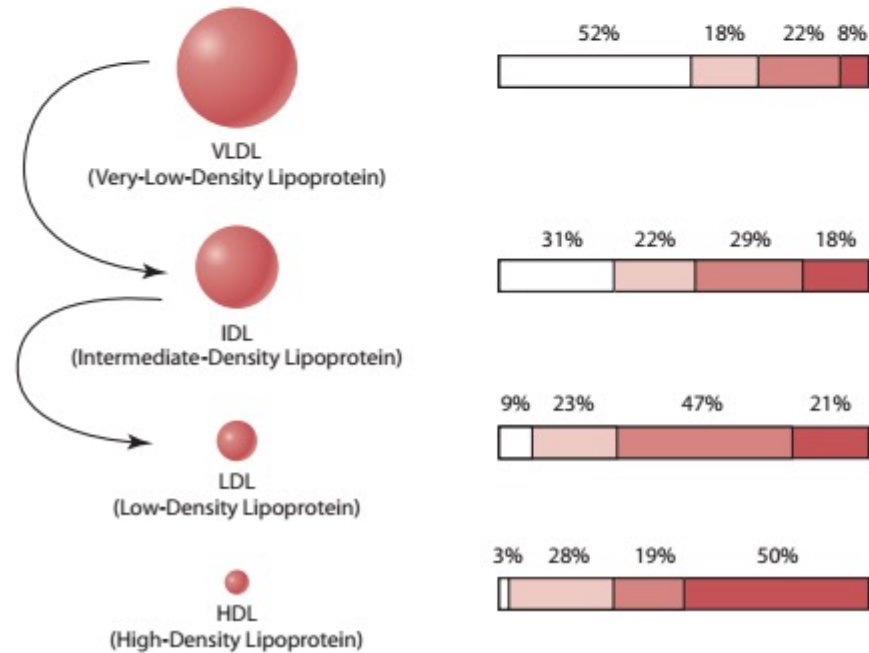 52% 18% 22% 8%
VLDL
(Very-Low-Density Lipoprotein)
31% 22% 29% 18%
IDL
(Intermediate-Density Lipoprotein)
9% 23% 47% 21%
LDL
(Low-Density Lipoprotein)
3% 28% 19% 50%
HDL
(High-Density Lipoprotein)